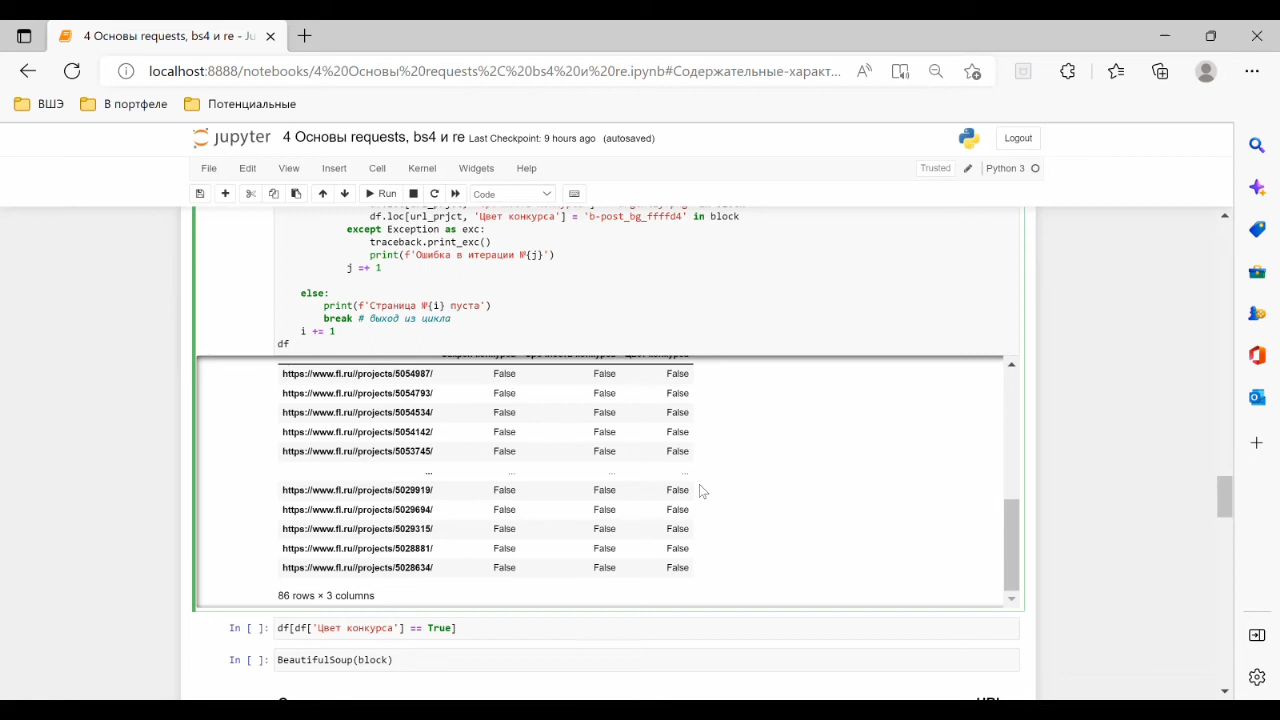 4 Основы requests, bs4 и re - Ju
localhost:8888/notebooks/4%20Основы%20requests%2C%20bs4%20и%20re.ipynb#Содержательные-характ...
ВШЭ В портфеле Потенциальные
jupyter 4 Основы requests, bs4 и re Last Checkpoint: 9 hours ago (autosaved)
Logout
File Edit View Insert Cell Kernel Widgets Help
Trusted Python 3
Run Code
df.loc[url_prjct, 'Цвет конкурса'] = 'b-post_bg_ffffd4' in block
except Exception as exc:
traceback.print_exc()
print(f'Ошибка в итерации №{j}')
j =+ 1
else:
print(f'Страница №{i} пуста')
break # выход из цикла
i += 1
df
https://www.fl.ru//projects/5054987/ False False False
https://www.fl.ru//projects/5054793/ False False False
https://www.fl.ru//projects/5054534/ False False False
https://www.fl.ru//projects/5054142/ False False False
https://www.fl.ru//projects/5053745/ False False False
... ... ... ...
https://www.fl.ru//projects/5029919/ False False False
https://www.fl.ru//projects/5029694/ False False False
https://www.fl.ru//projects/5029315/ False False False
https://www.fl.ru//projects/5028881/ False False False
https://www.fl.ru//projects/5028634/ False False False
86 rows × 3 columns
In [ ]: df[df['Цвет конкурса'] == True]
In [ ]: BeautifulSoup(block)